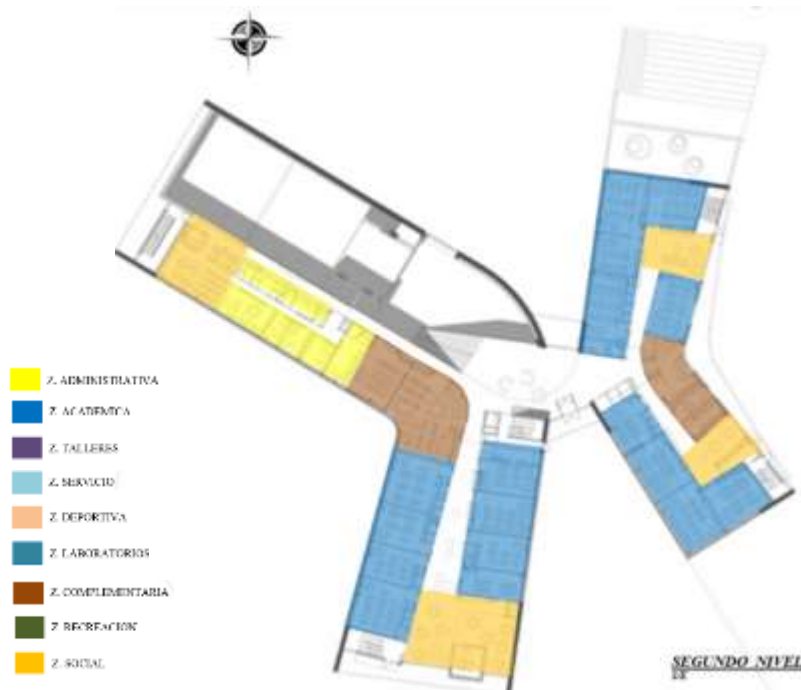 Z. ADMINISTRATIVA
Z. ACADEMICA
Z. TALLERES
Z. SERVICIO
Z. DEPORTIVA
Z. LABORATORIOS
Z. COMPLEMENTARIA
Z. RECREACION
Z. SOCIAL
SEGUNDO NIVEL